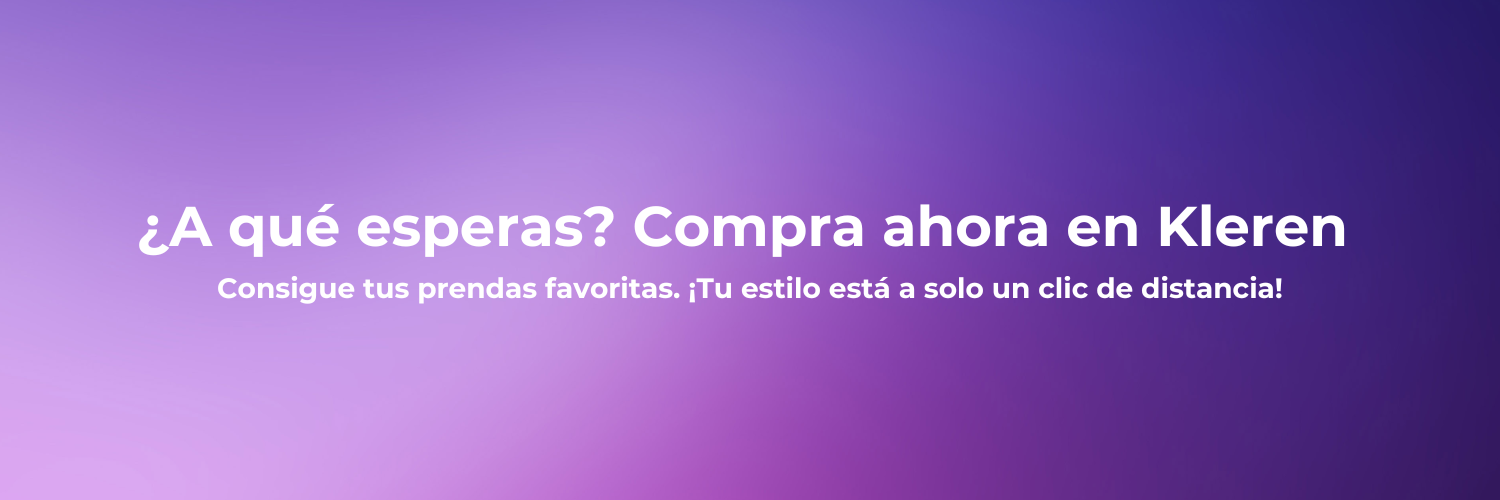 ¿A qué esperas? Compra ahora en Kleren
Consigue tus prendas favoritas. ¡Tu estilo está a solo un clic de distancia!